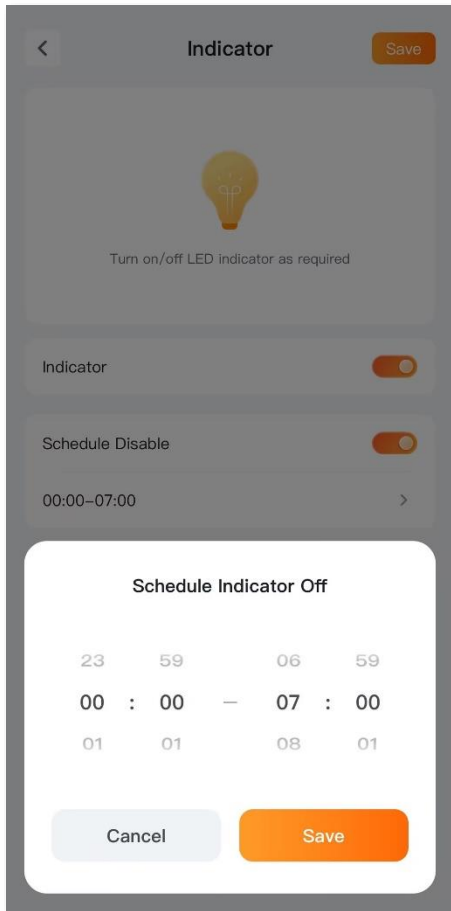 Indicator Save
Turn on/off LED indicator as required
Indicator
Schedule Disable
00:00–07:00
Schedule Indicator Off
23 59 06 59
00 : 00 — 07 : 00
01 01 08 01
Cancel Save